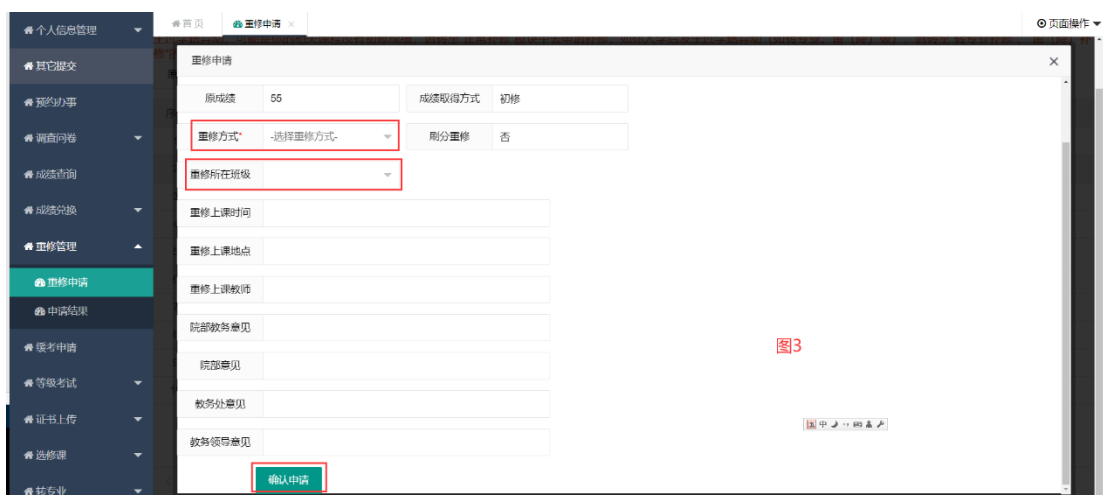 个人信息管理
其它提交
预约办事
调查问卷
成绩查询
成绩兑换
重修管理
重修申请
申请结果
缓考申请
等级考试
证书上传
选修课
转专业
首页 重修申请 × 页面操作
重修申请 ×
原成绩 55 成绩取得方式 初修
重修方式* -选择重修方式- 刷分重修 否
重修所在班级
重修上课时间
重修上课地点
重修上课教师
院部教务意见
院部意见
教务处意见
教务领导意见
确认申请
图3
中